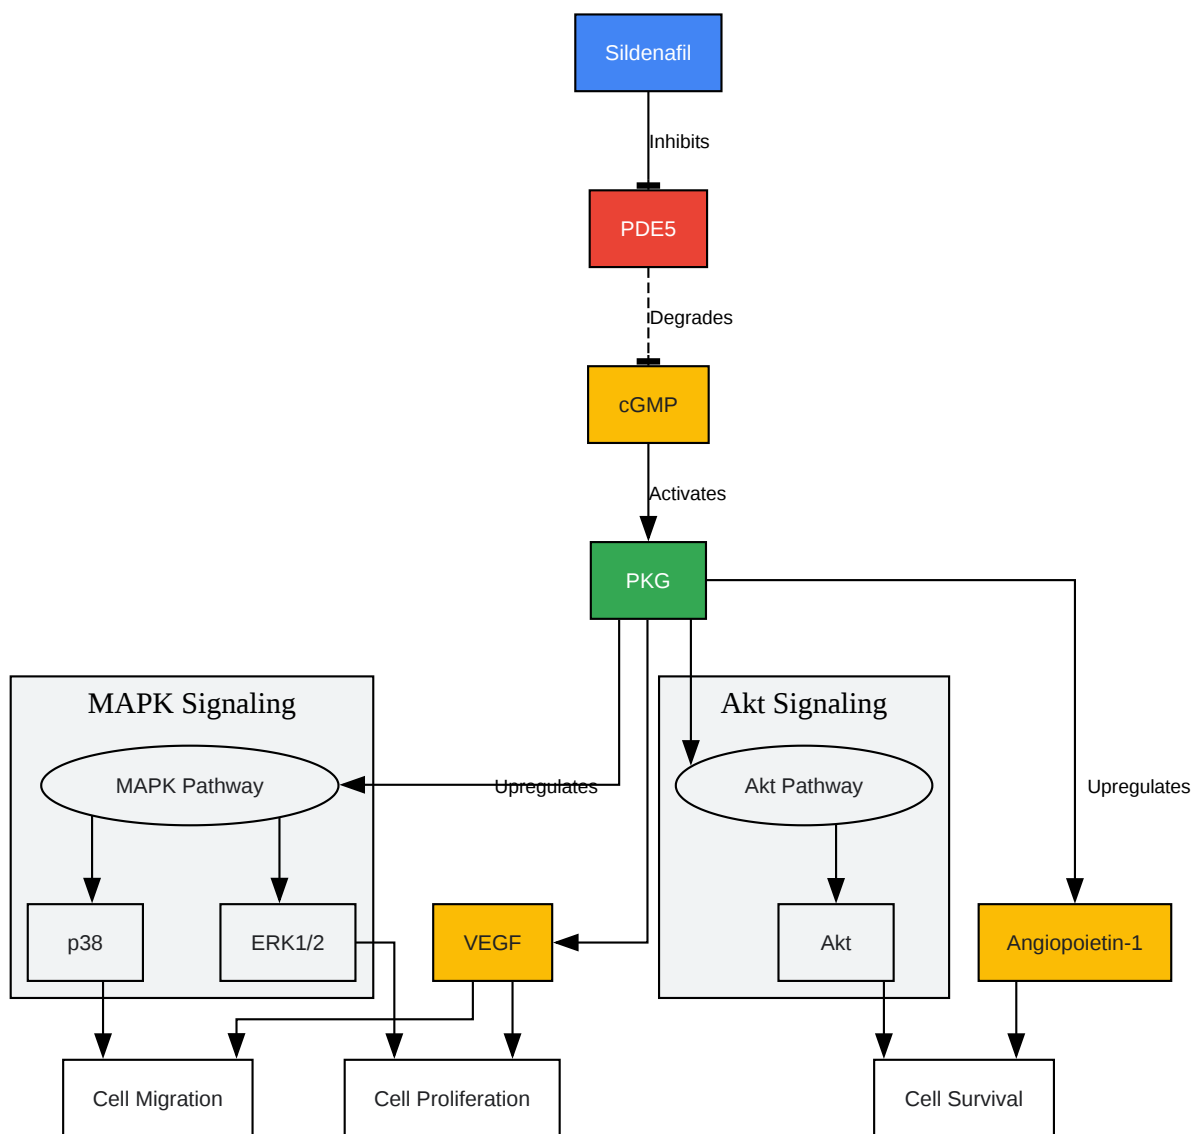 Sildenafil
Inhibits
PDE5
Degrades
cGMP
Activates
PKG
MAPK Signaling
Akt Signaling
MAPK Pathway
Upregulates
Akt Pathway
Upregulates
p38
ERK1/2
VEGF
Akt
Angiopoietin-1
Cell Migration
Cell Proliferation
Cell Survival